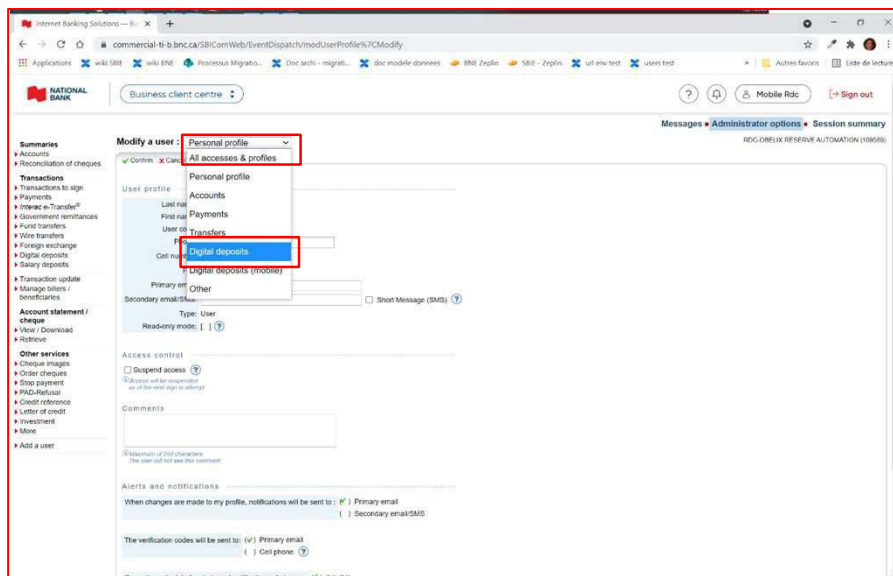 Internet Banking Solutions — Bu
commercial-ti-b.bnc.ca/SBIComWeb/EventDispatch/modUserProfile%7CModify
Applications
wiki SBIE
wiki BNE
Processus Migratio...
Doc archi - migrati...
doc modele donnees
BNE Zeplin
SBIE - Zeplin
url env test
users test
»
Autres favoris
Liste de lecture
NATIONAL
BANK
Business client centre
?
Mobile Rdc
Sign out
Messages • Administrator options • Session summary
RDC-OBELIX RESERVE AUTOMATION (109589)
Summaries
Accounts
Reconciliation of cheques
Transactions
Transactions to sign
Payments
Interac e-Transfer®
Government remittances
Fund transfers
Wire transfers
Foreign exchange
Digital deposits
Salary deposits
Transaction update
Manage billers /
beneficiaries
Account statement /
cheque
View / Download
Retrieve
Other services
Cheque images
Order cheques
Stop payment
PAD-Refusal
Credit reference
Letter of credit
Investment
More
Add a user
Modify a user : Personal profile
Confirm
All accesses & profiles
Personal profile
Accounts
Payments
Transfers
Digital deposits
Digital deposits (mobile)
Other
User profile
Last
First
User
Cell
Primary
Secondary email/SMS:
Short Message (SMS) ?
Type: User
Read-only mode: [ ] ?
Access control
Suspend access ?
Access will be suspended
as of the next sign in attempt
Comments
Maximum of 250 characters
The user will not see this comment.
Alerts and notifications
When changes are made to my profile, notifications will be sent to : (✓) Primary email
( ) Secondary email/SMS
The verification codes will be sent to: (✓) Primary email
( ) Cell phone ?